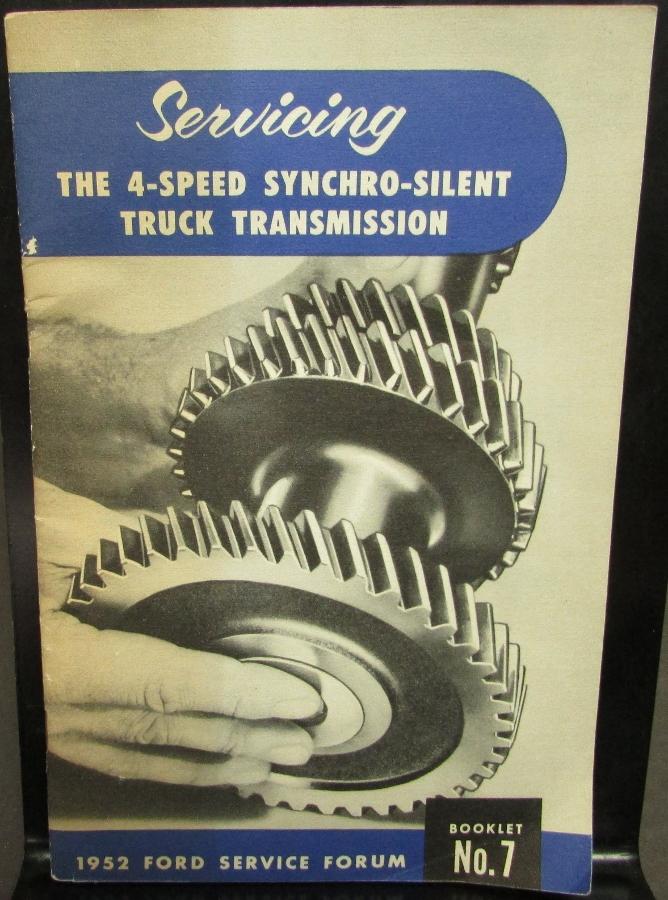 Servicing
THE 4-SPEED SYNCHRO-SILENT
TRUCK TRANSMISSION
BOOKLET
No. 7
1952 FORD SERVICE FORUM